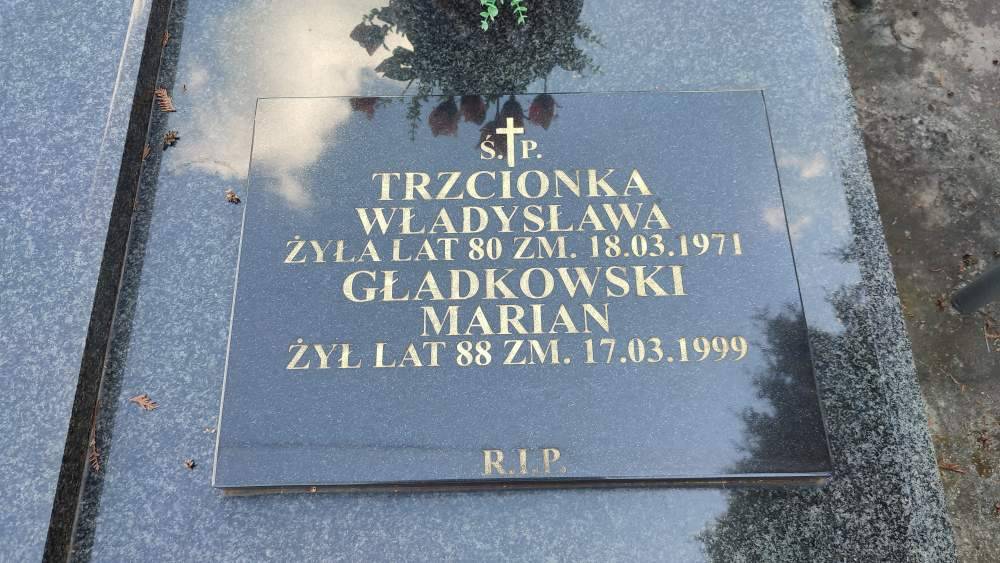 Ś. P.
TRZCIONKA
WŁADYSŁAWA
ŻYŁA LAT 80 ZM. 18.03.1971
GŁADKOWSKI
MARIAN
ŻYŁ LAT 88 ZM. 17.03.1999
R.I.P.